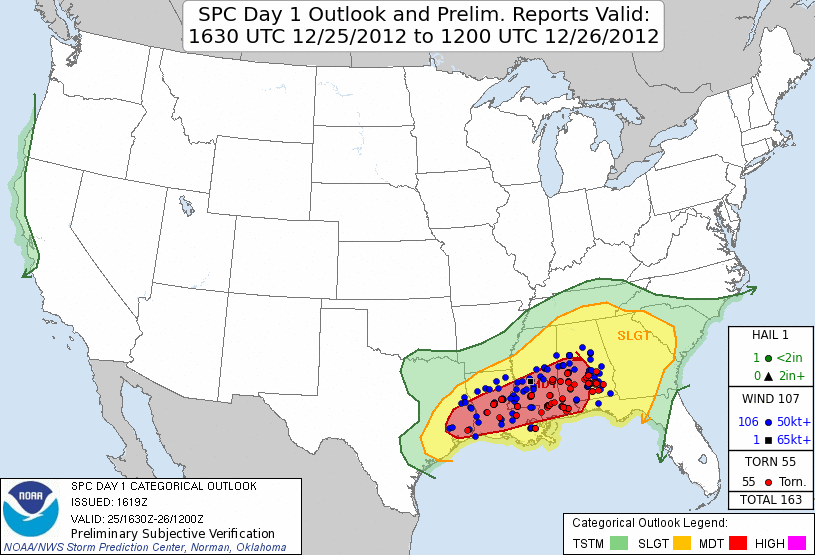 SPC Day 1 Outlook and Prelim. Reports Valid:
1630 UTC 12/25/2012 to 1200 UTC 12/26/2012
SLGT
HAIL 1
1 <2in
0 2in+
WIND 107
106 50kt+
1 65kt+
TORN 55
55 Torn.
TOTAL 163
NOAA
SPC DAY 1 CATEGORICAL OUTLOOK
ISSUED: 1619Z
VALID: 25/1630Z-26/1200Z
Preliminary Subjective Verification
NOAA/NWS Storm Prediction Center, Norman, Oklahoma
Categorical Outlook Legend:
TSTM SLGT MDT HIGH